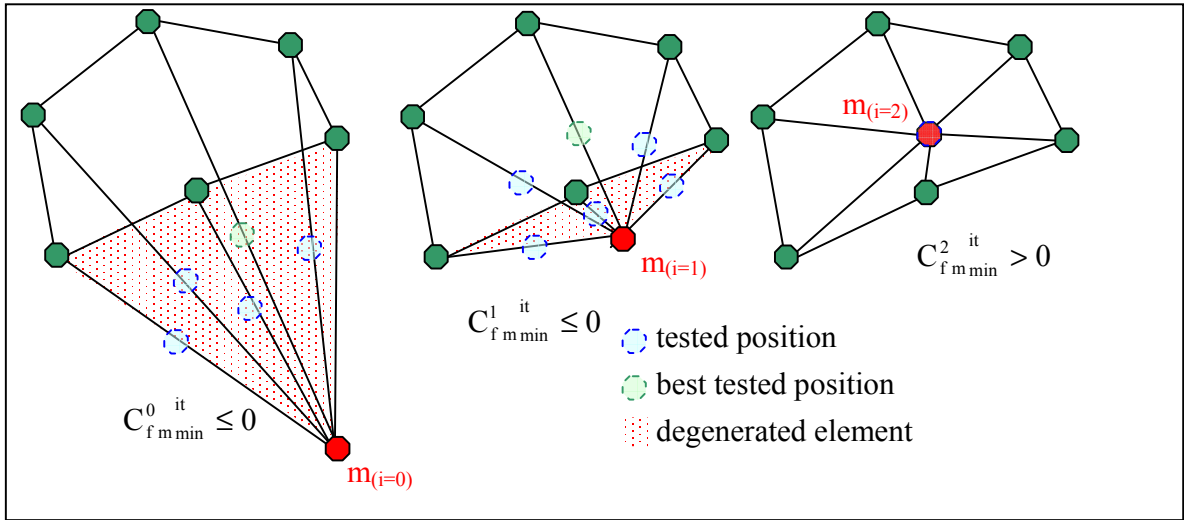 m(i=2)
C²f m min it > 0
m(i=1)
C¹f m min it ≤ 0
tested position
best tested position
C⁰f m min it ≤ 0
degenerated element
m(i=0)